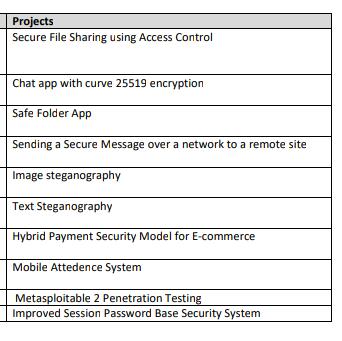 Projects
Secure File Sharing using Access Control
Chat app with curve 25519 encryption
Safe Folder App
Sending a Secure Message over a network to a remote site
Image steganography
Text Steganography
Hybrid Payment Security Model for E-commerce
Mobile Attedence System
Metasploitable 2 Penetration Testing
Improved Session Password Base Security System